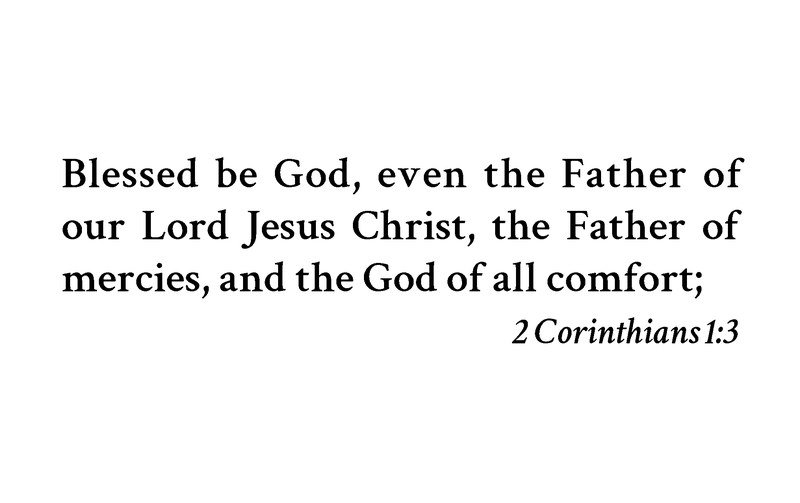 Blessed be God, even the Father of
our Lord Jesus Christ, the Father of
mercies, and the God of all comfort;
2 Corinthians 1:3